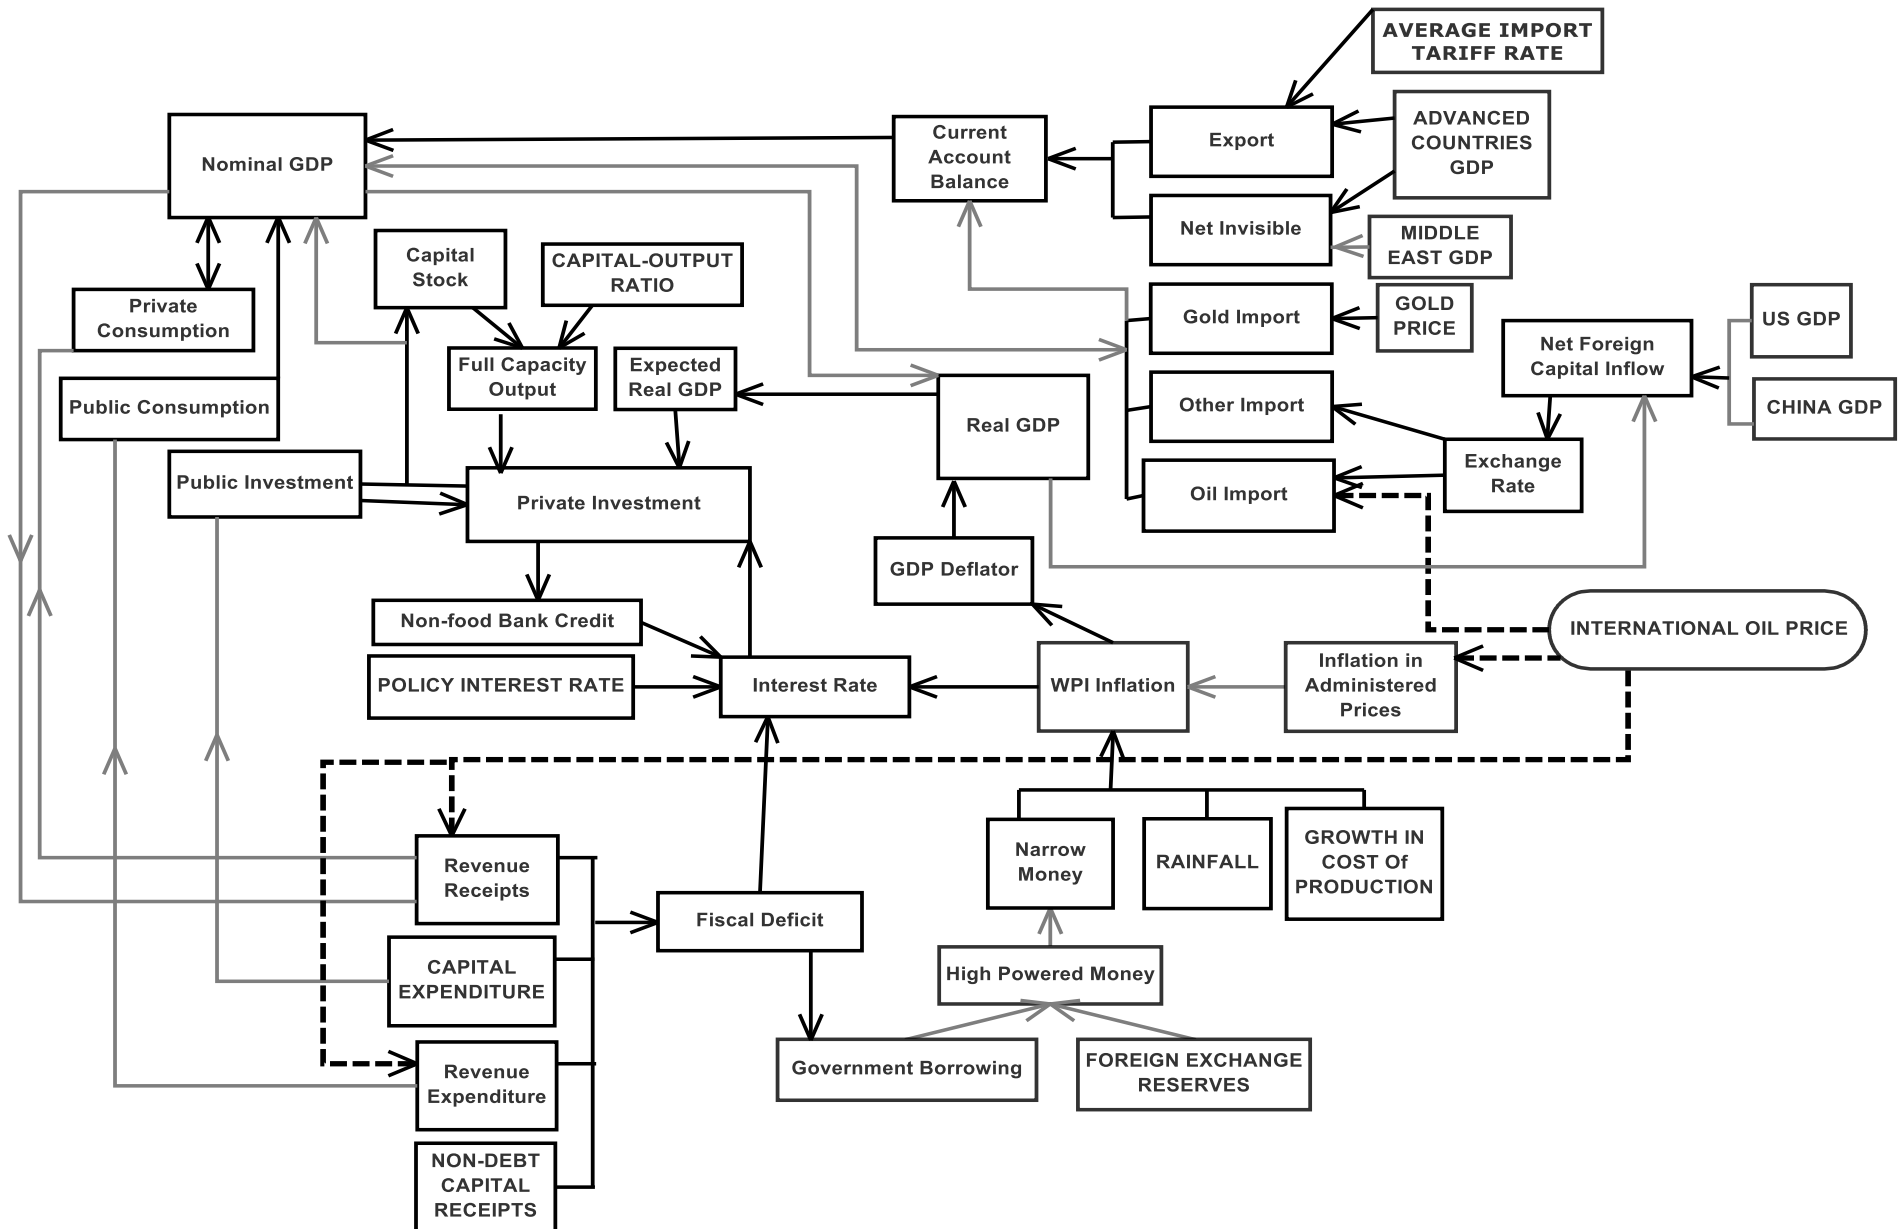 AVERAGE IMPORT
TARIFF RATE
Nominal GDP
Current
Account
Balance
Export
ADVANCED
COUNTRIES
GDP
Net Invisible
MIDDLE
EAST GDP
Capital
Stock
CAPITAL-OUTPUT
RATIO
Private
Consumption
Gold Import
GOLD
PRICE
US GDP
Net Foreign
Capital Inflow
Full Capacity
Output
Expected
Real GDP
Public Consumption
Other Import
CHINA GDP
Real GDP
Public Investment
Private Investment
Oil Import
Exchange
Rate
GDP Deflator
Non-food Bank Credit
INTERNATIONAL OIL PRICE
POLICY INTEREST RATE
Interest Rate
WPI Inflation
Inflation in
Administered
Prices
Revenue
Receipts
Narrow
Money
RAINFALL
GROWTH IN
COST Of
PRODUCTION
Fiscal Deficit
CAPITAL
EXPENDITURE
High Powered Money
Revenue
Expenditure
Government Borrowing
FOREIGN EXCHANGE
RESERVES
NON-DEBT
CAPITAL
RECEIPTS